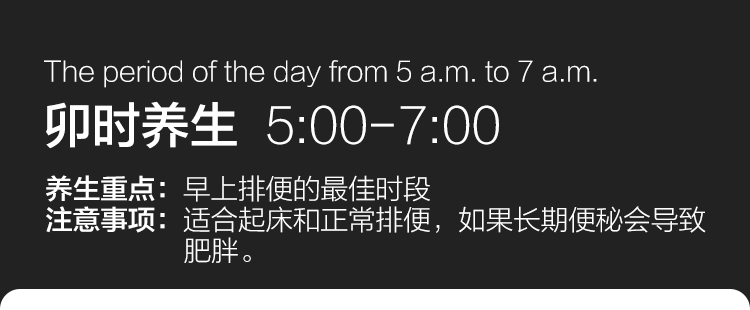 The period of the day from 5 a.m. to 7 a.m.
卯时养生 5:00-7:00
养生重点：早上排便的最佳时段
注意事项：适合起床和正常排便，如果长期便秘会导致
肥胖。